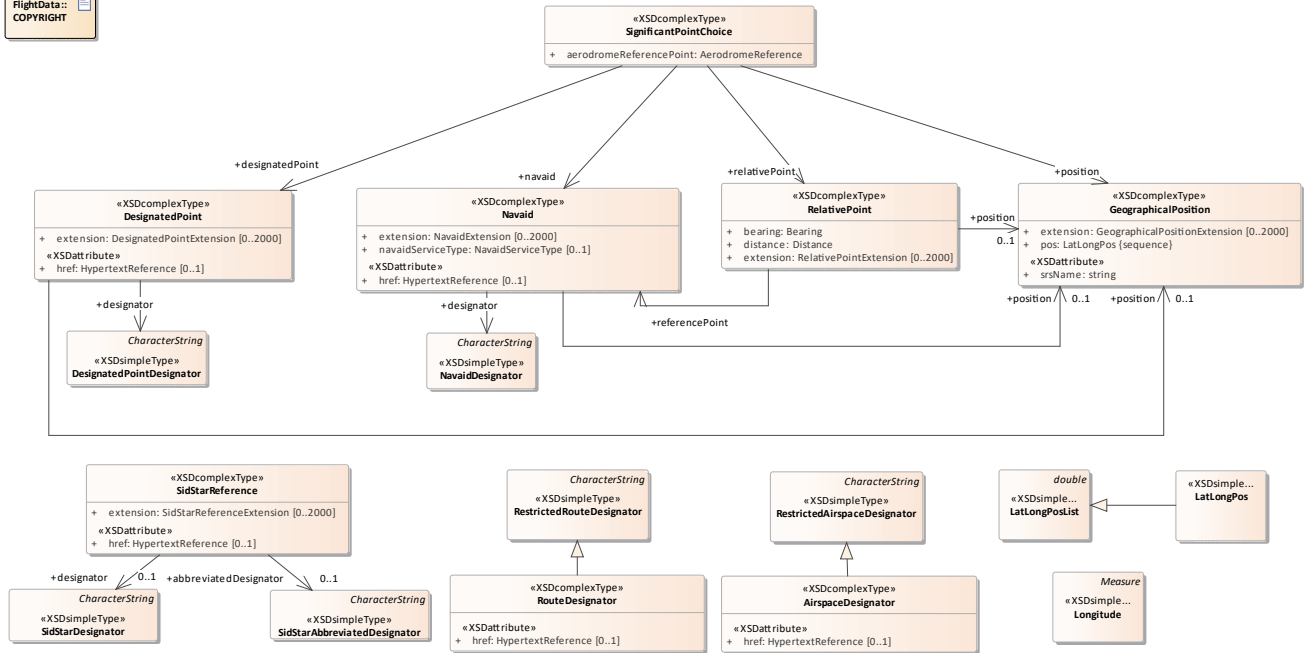 FlightData::
COPYRIGHT
«XSDcomplexType»
SignificantPointChoice
+ aerodromeReferencePoint: AerodromeReference
+designatedPoint
+navaid
+relativePoint
+position
«XSDcomplexType»
DesignatedPoint
+ extension: DesignatedPointExtension [0..2000]
«XSDattribute»
+ href: HypertextReference [0..1]
«XSDcomplexType»
Navaid
+ extension: NavaidExtension [0..2000]
+ navaidServiceType: NavaidServiceType [0..1]
«XSDattribute»
+ href: HypertextReference [0..1]
«XSDcomplexType»
RelativePoint
+ bearing: Bearing
+ distance: Distance
+ extension: RelativePointExtension [0..2000]
+position
0..1
«XSDcomplexType»
GeographicalPosition
+ extension: GeographicalPositionExtension [0..2000]
+ pos: LatLongPos {sequence}
«XSDattribute»
+ srsName: string
+designator
+designator
+referencePoint
+position 0..1
+position 0..1
CharacterString
«XSDsimpleType»
DesignatedPointDesignator
CharacterString
«XSDsimpleType»
NavaidDesignator
«XSDcomplexType»
SidStarReference
+ extension: SidStarReferenceExtension [0..2000]
«XSDattribute»
+ href: HypertextReference [0..1]
CharacterString
«XSDsimpleType»
RestrictedRouteDesignator
CharacterString
«XSDsimpleType»
RestrictedAirspaceDesignator
double
«XSDsimple...
LatLongPosList
«XSDsimple...
LatLongPos
+designator 0..1
+abbreviatedDesignator 0..1
CharacterString
«XSDsimpleType»
SidStarDesignator
CharacterString
«XSDsimpleType»
SidStarAbbreviatedDesignator
«XSDcomplexType»
RouteDesignator
«XSDattribute»
+ href: HypertextReference [0..1]
«XSDcomplexType»
AirspaceDesignator
«XSDattribute»
+ href: HypertextReference [0..1]
Measure
«XSDsimple...
Longitude